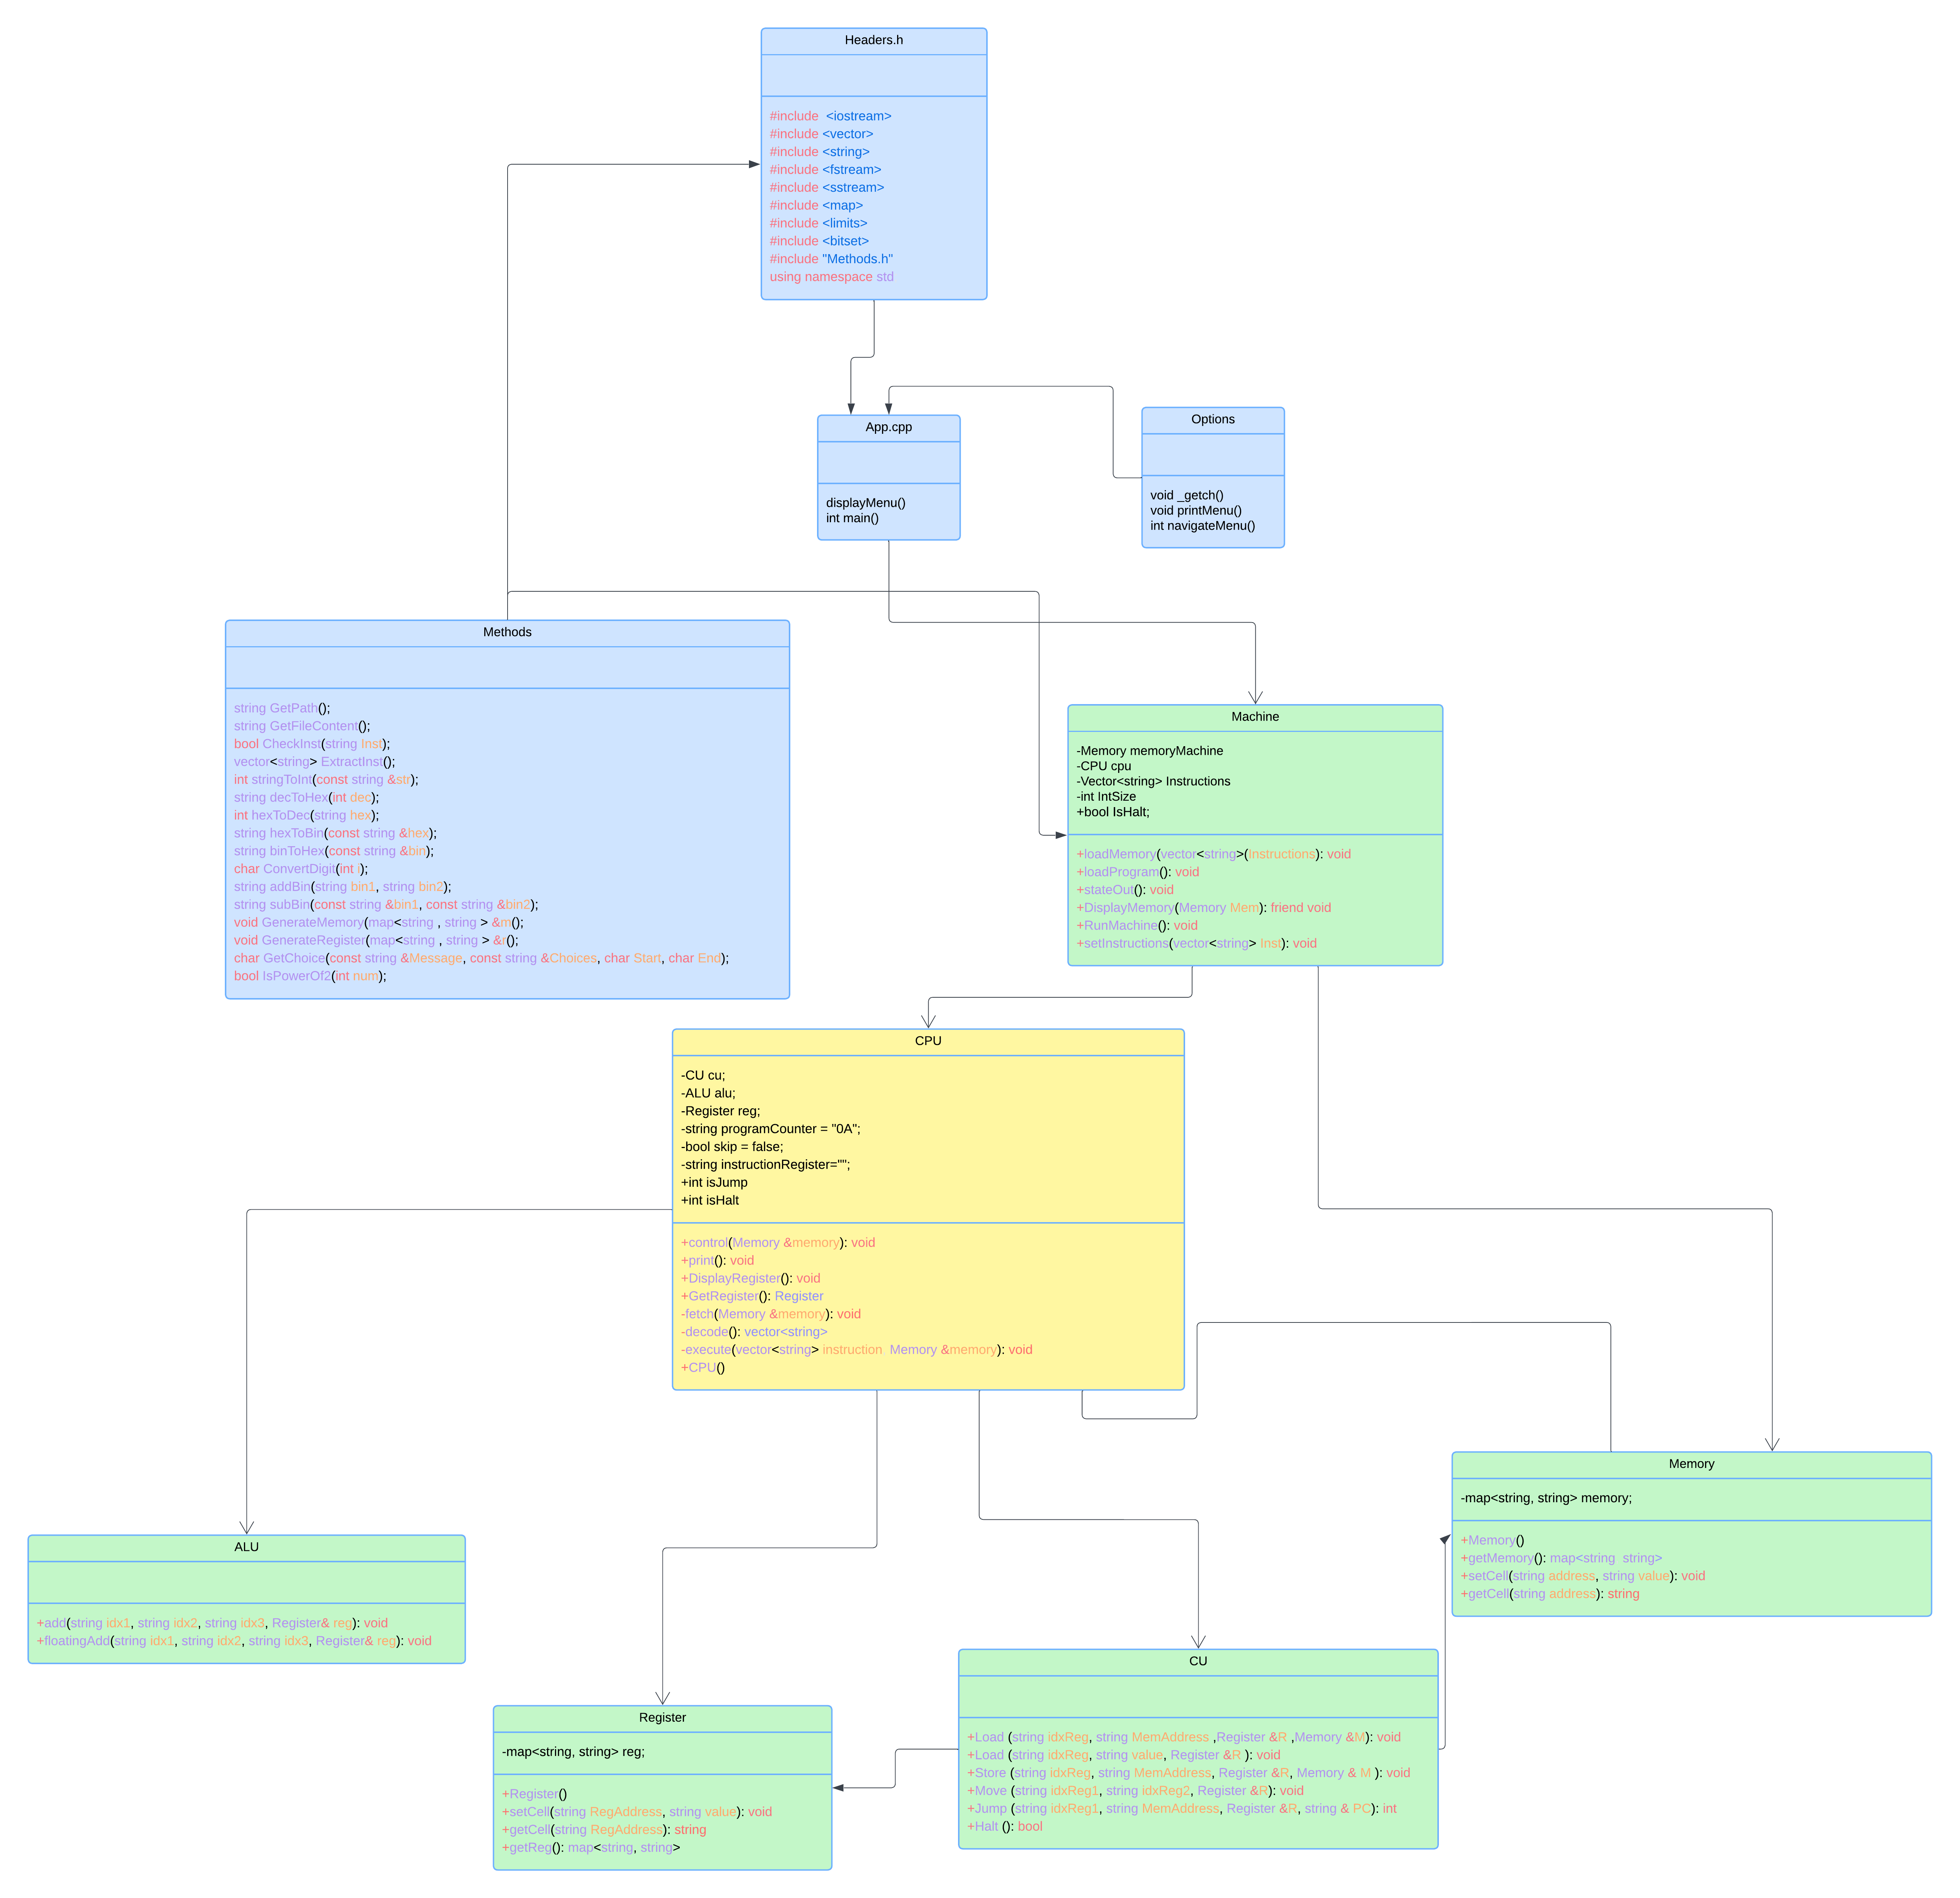 Headers.h
#include  <iostream>
#include <vector>
#include <string>
#include <fstream>
#include <sstream>
#include <map>
#include <limits>
#include <bitset>
#include "Methods.h"
using namespace std
App.cpp
displayMenu()
int main()
Options
void _getch()
void printMenu()
int navigateMenu()
Methods
string GetPath();
string GetFileContent();
bool CheckInst(string Inst);
vector<string> ExtractInst();
int stringToInt(const string &str);
string decToHex(int dec);
int hexToDec(string hex);
string hexToBin(const string &hex);
string binToHex(const string &bin);
char ConvertDigit(int i);
string addBin(string bin1, string bin2);
string subBin(const string &bin1, const string &bin2);
void GenerateMemory(map<string , string > &m();
void GenerateRegister(map<string , string > &r();
char GetChoice(const string &Message, const string &Choices, char Start, char End);
bool IsPowerOf2(int num);
Machine
-Memory memoryMachine
-CPU cpu
-Vector<string> Instructions
-int IntSize
+bool IsHalt;
+loadMemory(vector<string>(Instructions): void
+loadProgram(): void
+stateOut(): void
+DisplayMemory(Memory Mem): friend void
+RunMachine(): void
+setInstructions(vector<string> Inst): void
CPU
-CU cu;
-ALU alu;
-Register reg;
-string programCounter = "0A";
-bool skip = false;
-string instructionRegister="";
+int isJump
+int isHalt
+control(Memory &memory): void
+print(): void
+DisplayRegister(): void
+GetRegister(): Register
-fetch(Memory &memory): void
-decode(): vector<string>
-execute(vector<string> instruction  Memory &memory): void
+CPU()
Memory
-map<string, string> memory;
+Memory()
+getMemory(): map<string  string>
+setCell(string address, string value): void
+getCell(string address): string
ALU
+add(string idx1, string idx2, string idx3, Register& reg): void
+floatingAdd(string idx1, string idx2, string idx3, Register& reg): void
CU
+Load (string idxReg, string MemAddress ,Register &R ,Memory &M): void
+Load (string idxReg, string value, Register &R ): void
+Store (string idxReg, string MemAddress, Register &R, Memory & M ): void
+Move (string idxReg1, string idxReg2, Register &R): void
+Jump (string idxReg1, string MemAddress, Register &R, string & PC): int
+Halt (): bool
Register
-map<string, string> reg;
+Register()
+setCell(string RegAddress, string value): void
+getCell(string RegAddress): string
+getReg(): map<string, string>